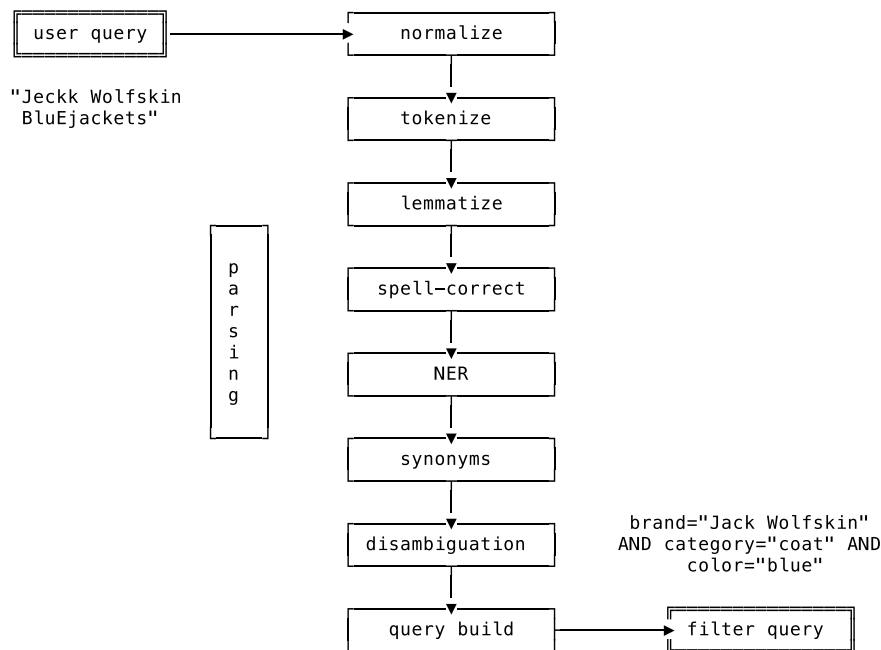 user query
normalize
"Jeckk Wolfskin
BluEjackets"
tokenize
lemmatize
parsing
spell-correct
NER
synonyms
disambiguation
brand="Jack Wolfskin"
AND category="coat" AND
color="blue"
query build
filter query